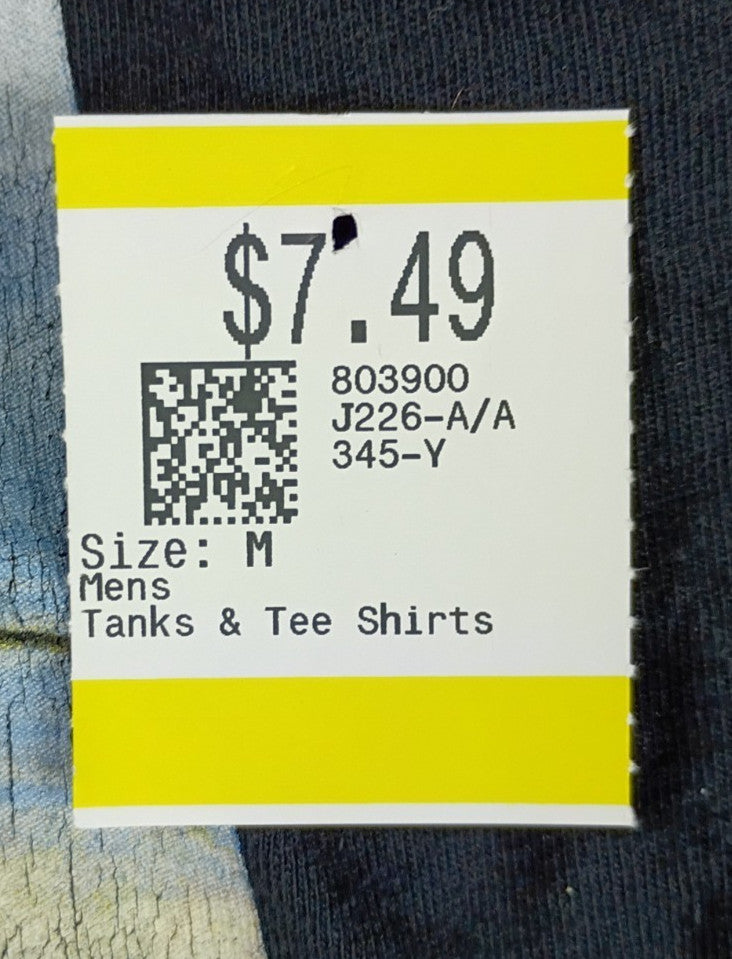 $7.49
803900
J226-A/A
345-Y
Size: M
Mens
Tanks & Tee Shirts